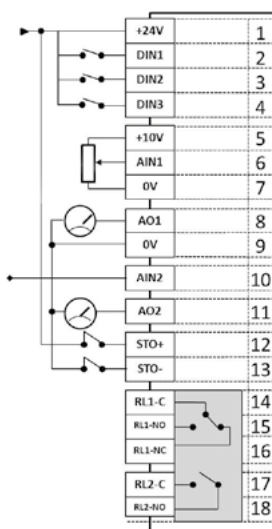 +24V 1
DIN1 2
DIN2 3
DIN3 4
+10V 5
AIN1 6
0V 7
AO1 8
0V 9
AIN2 10
AO2 11
STO+ 12
STO- 13
RL1-C 14
RL1-NO 15
RL1-NC 16
RL2-C 17
RL2-NO 18